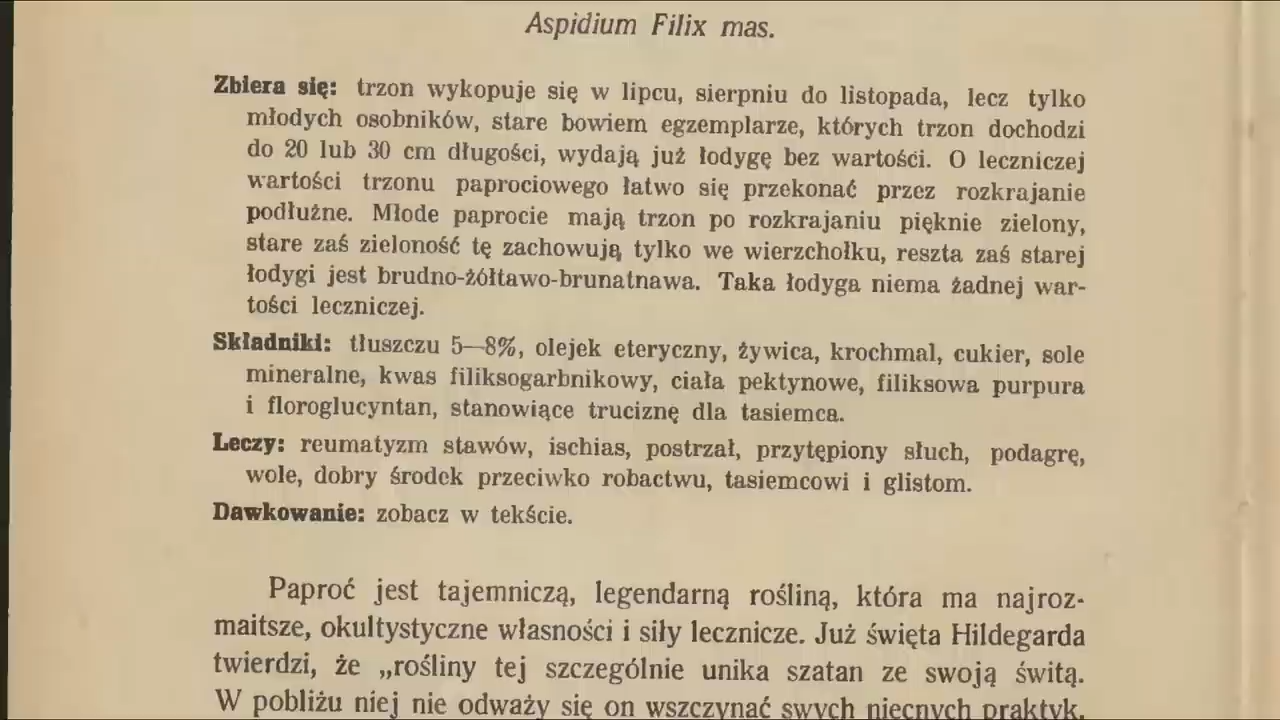 Aspidium Filix mas.
Zbiera się: trzon wykopuje się w lipcu, sierpniu do listopada, lecz tylko
młodych osobników, stare bowiem egzemplarze, których trzon dochodzi
do 20 lub 30 cm długości, wydają już łodygę bez wartości. O leczniczej
wartości trzonu paprociowego łatwo się przekonać przez rozkrajanie
podłużne. Młode paprocie mają trzon po rozkrajaniu pięknie zielony,
stare zaś zieloność tę zachowują tylko we wierzchołku, reszta zaś starej
łodygi jest brudno-żółtawo-brunatnawa. Taka łodyga niema żadnej war-
tości leczniczej.
Składniki: tłuszczu 5—8%, olejek eteryczny, żywica, krochmal, cukier, sole
mineralne, kwas filiksogarbnikowy, ciała pektynowe, filiksowa purpura
i floroglucyntan, stanowiące truciznę dla tasiemca.
Leczy: reumatyzm stawów, ischias, postrzał, przytępiony słuch, podagrę,
wole, dobry środek przeciwko robactwu, tasiemcowi i glistom.
Dawkowanie: zobacz w tekście.
Paproć jest tajemniczą, legendarną rośliną, która ma najroz-
maitsze, okultystyczne własności i siły lecznicze. Już święta Hildegarda
twierdzi, że „rośliny tej szczególnie unika szatan ze swoją świtą.
W pobliżu niej nie odważy się on wszczynać swych niecnych praktyk.